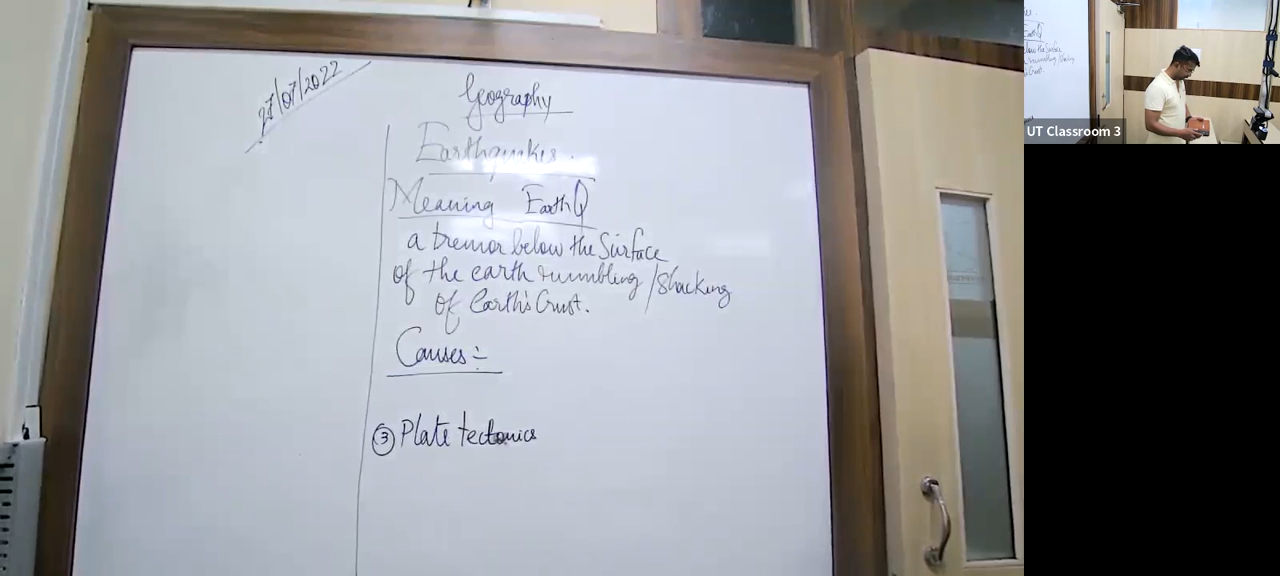 27/07/2022
Geography
Earthqukes.
Meaning EarthQ
a tremor below the Surface
of the earth rumbling/Shacking
of Earth's Crust.
Causes:-
③ Plate tectonics
UT Classroom 3